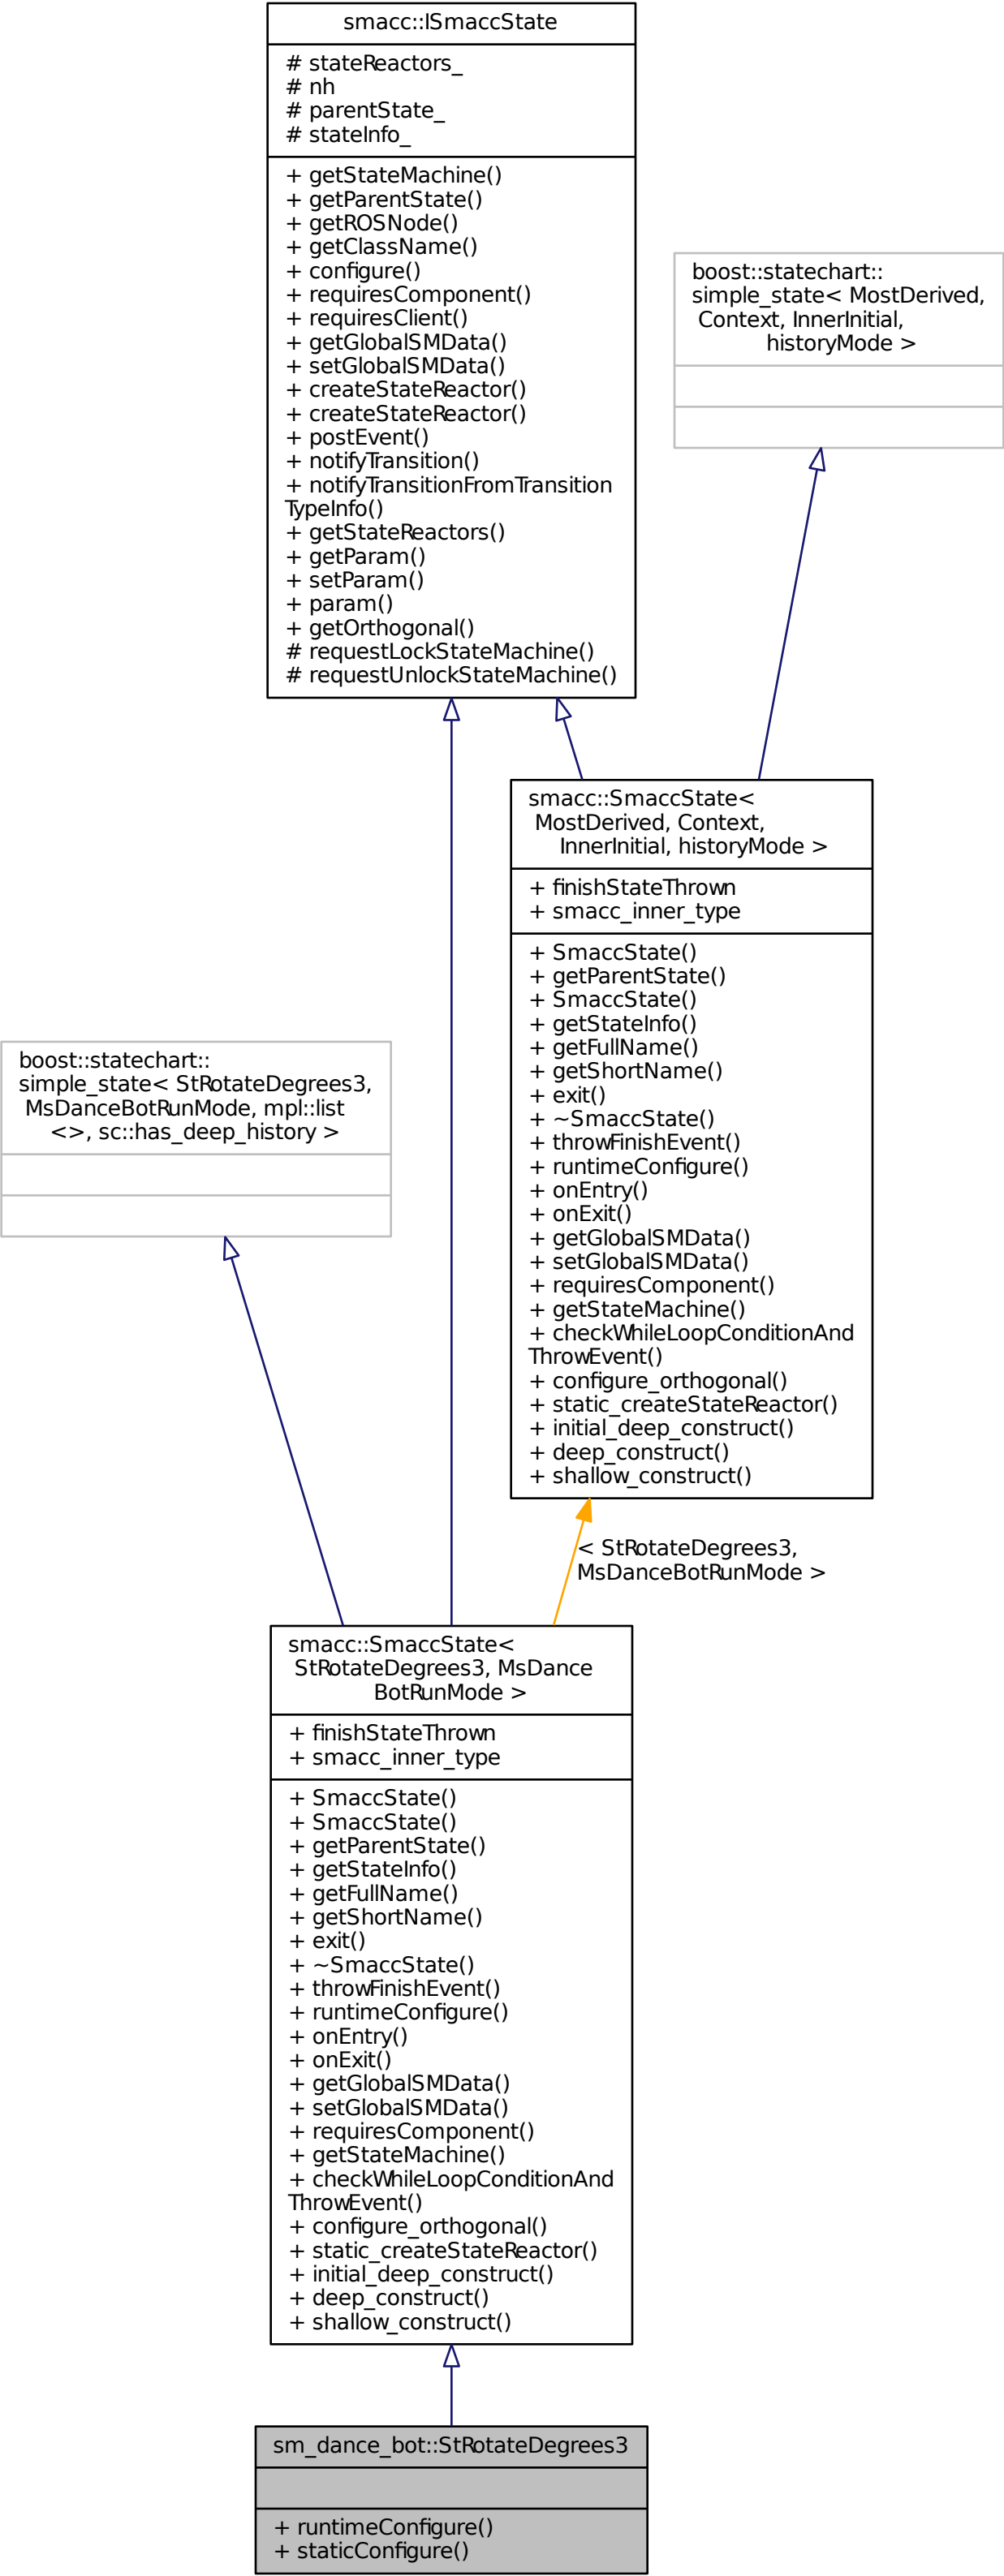 smacc::ISmaccState
# stateReactors_
# nh
# parentState_
# stateInfo_
+ getStateMachine()
+ getParentState()
+ getROSNode()
+ getClassName()
+ configure()
+ requiresComponent()
+ requiresClient()
+ getGlobalSMData()
+ setGlobalSMData()
+ createStateReactor()
+ createStateReactor()
+ postEvent()
+ notifyTransition()
+ notifyTransitionFromTransition
TypeInfo()
+ getStateReactors()
+ getParam()
+ setParam()
+ param()
+ getOrthogonal()
# requestLockStateMachine()
# requestUnlockStateMachine()
boost::statechart::
simple_state< MostDerived,
Context, InnerInitial,
historyMode >
smacc::SmaccState<
MostDerived, Context,
InnerInitial, historyMode >
+ finishStateThrown
+ smacc_inner_type
+ SmaccState()
+ getParentState()
+ SmaccState()
+ getStateInfo()
+ getFullName()
+ getShortName()
+ exit()
+ ~SmaccState()
+ throwFinishEvent()
+ runtimeConfigure()
+ onEntry()
+ onExit()
+ getGlobalSMData()
+ setGlobalSMData()
+ requiresComponent()
+ getStateMachine()
+ checkWhileLoopConditionAnd
ThrowEvent()
+ configure_orthogonal()
+ static_createStateReactor()
+ initial_deep_construct()
+ deep_construct()
+ shallow_construct()
boost::statechart::
simple_state< StRotateDegrees3,
MsDanceBotRunMode, mpl::list
<>, sc::has_deep_history >
< StRotateDegrees3,
MsDanceBotRunMode >
smacc::SmaccState<
StRotateDegrees3, MsDance
BotRunMode >
+ finishStateThrown
+ smacc_inner_type
+ SmaccState()
+ SmaccState()
+ getParentState()
+ getStateInfo()
+ getFullName()
+ getShortName()
+ exit()
+ ~SmaccState()
+ throwFinishEvent()
+ runtimeConfigure()
+ onEntry()
+ onExit()
+ getGlobalSMData()
+ setGlobalSMData()
+ requiresComponent()
+ getStateMachine()
+ checkWhileLoopConditionAnd
ThrowEvent()
+ configure_orthogonal()
+ static_createStateReactor()
+ initial_deep_construct()
+ deep_construct()
+ shallow_construct()
sm_dance_bot::StRotateDegrees3
+ runtimeConfigure()
+ staticConfigure()